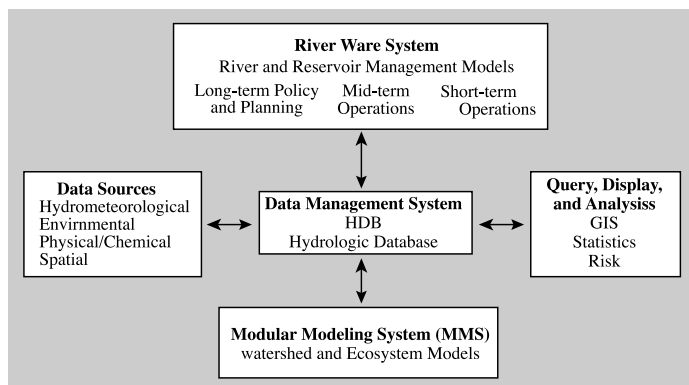 River Ware System
River and Reservoir Management Models
Long-term Policy and Planning
Mid-term Operations
Short-term Operations
Data Sources
Hydrometeorological
Envirnmental
Physical/Chemical
Spatial
Data Management System
HDB
Hydrologic Database
Query, Display,
and Analysiss
GIS
Statistics
Risk
Modular Modeling System (MMS)
watershed and Ecosystem Models